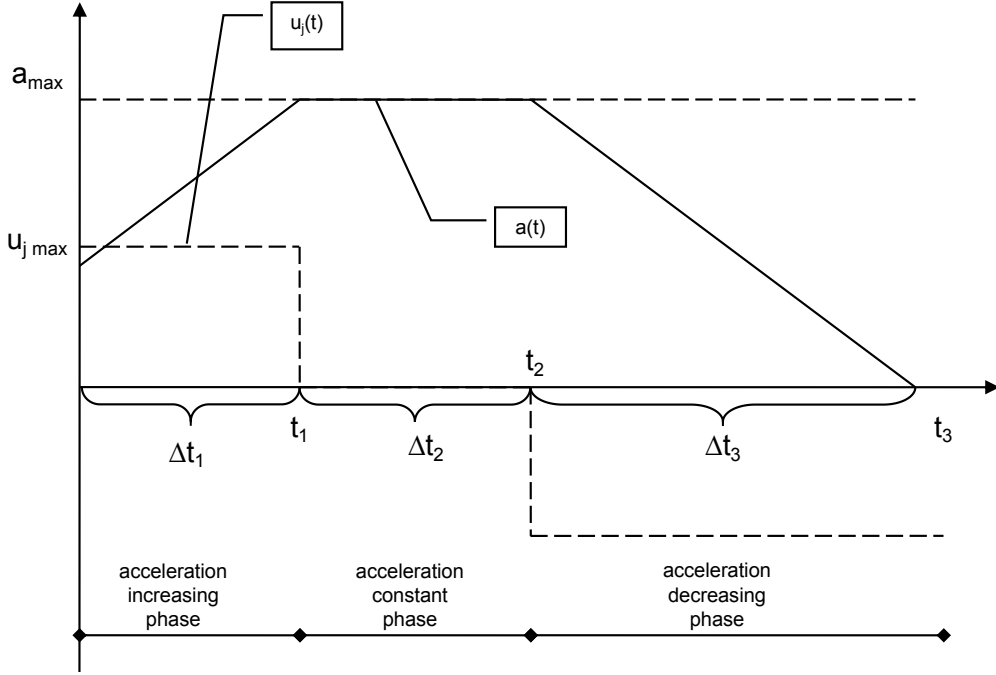 u_j(t)
a_max
u_j max
a(t)
t_2
t_1
t_3
Δt_1
Δt_2
Δt_3
acceleration
increasing
phase
acceleration
constant
phase
acceleration
decreasing
phase